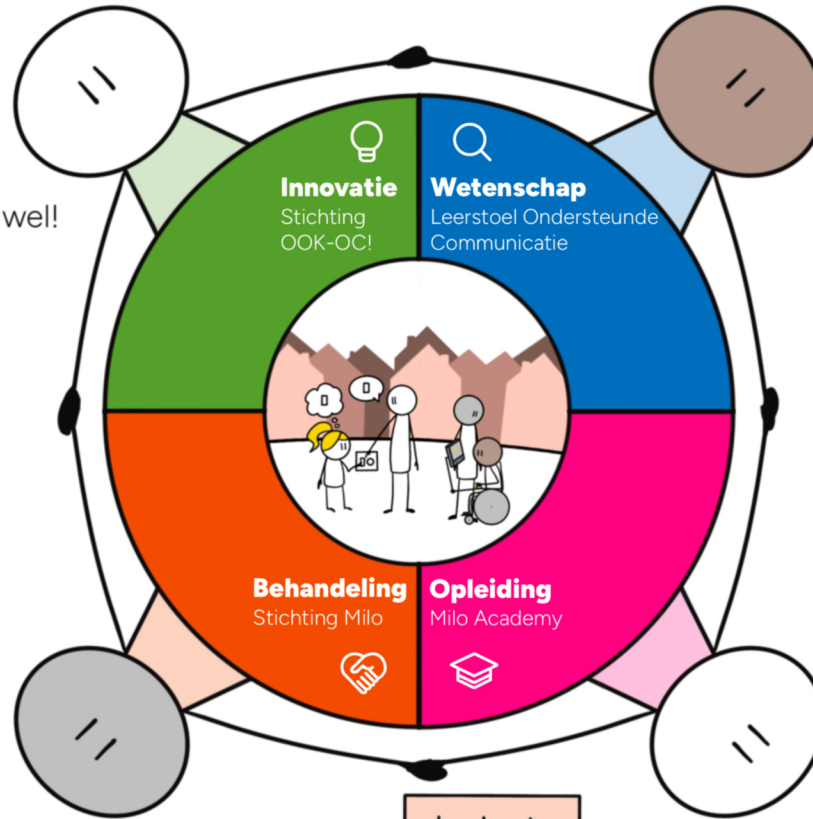 wel!
Innovatie
Stichting
OOK-OC!
Wetenschap
Leerstoel Ondersteunde
Communicatie
Behandeling
Stichting Milo
Opleiding
Milo Academy